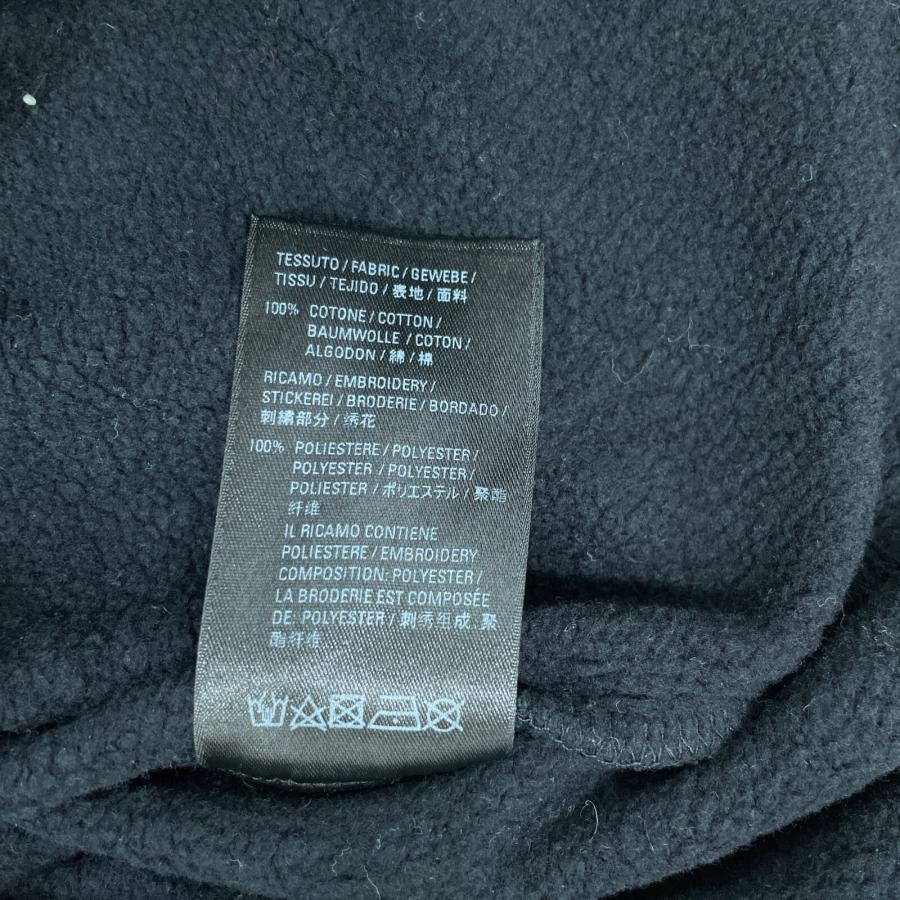 TESSUTO / FABRIC / GEWEBE /
TISSU / TEJIDO / 表地 / 面料
100% COTONE / COTTON /
BAUMWOLLE / COTON /
ALGODON / 綿 / 棉
RICAMO / EMBROIDERY /
STICKEREI / BRODERIE / BORDADO /
刺繍部分 / 绣花
100% POLIESTERE / POLYESTER /
POLYESTER / POLYESTER /
POLIESTER / ポリエステル / 聚酯
纤维
IL RICAMO CONTIENE
POLIESTERE / EMBROIDERY
COMPOSITION: POLYESTER /
LA BRODERIE EST COMPOSÉE
DE: POLYESTER / 刺绣年成. 聚
酯纤维